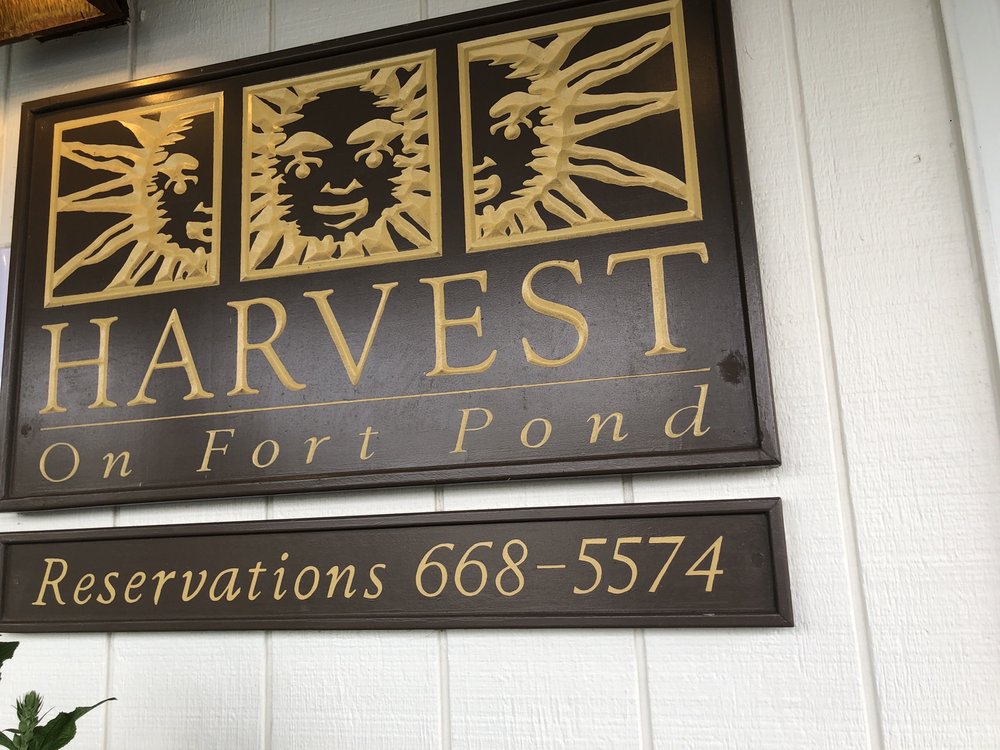 HARVEST
On Fort Pond
Reservations 668-5574